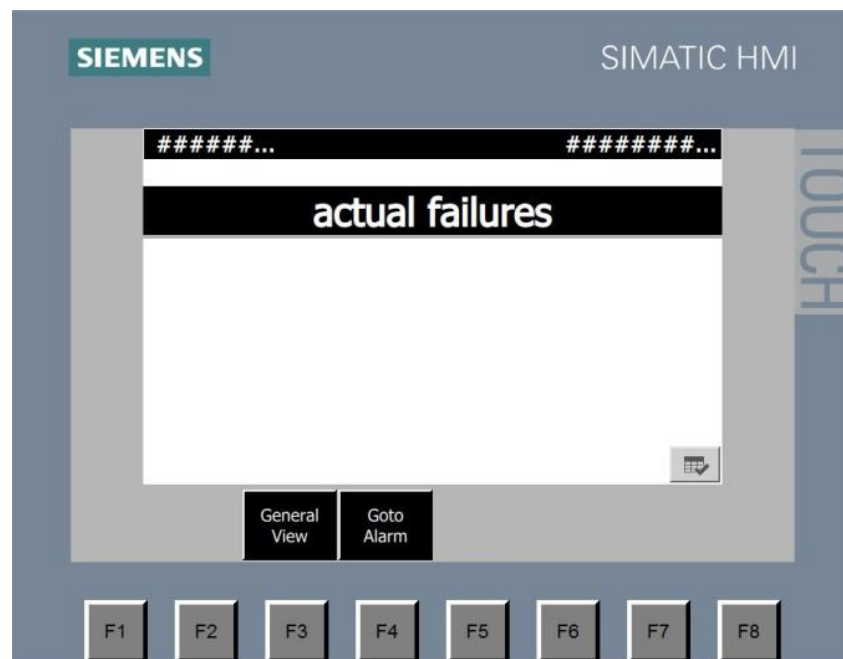 SIEMENS
SIMATIC HMI
TOUCH
######...
########...
actual failures
General
View
Goto
Alarm
F1
F2
F3
F4
F5
F6
F7
F8